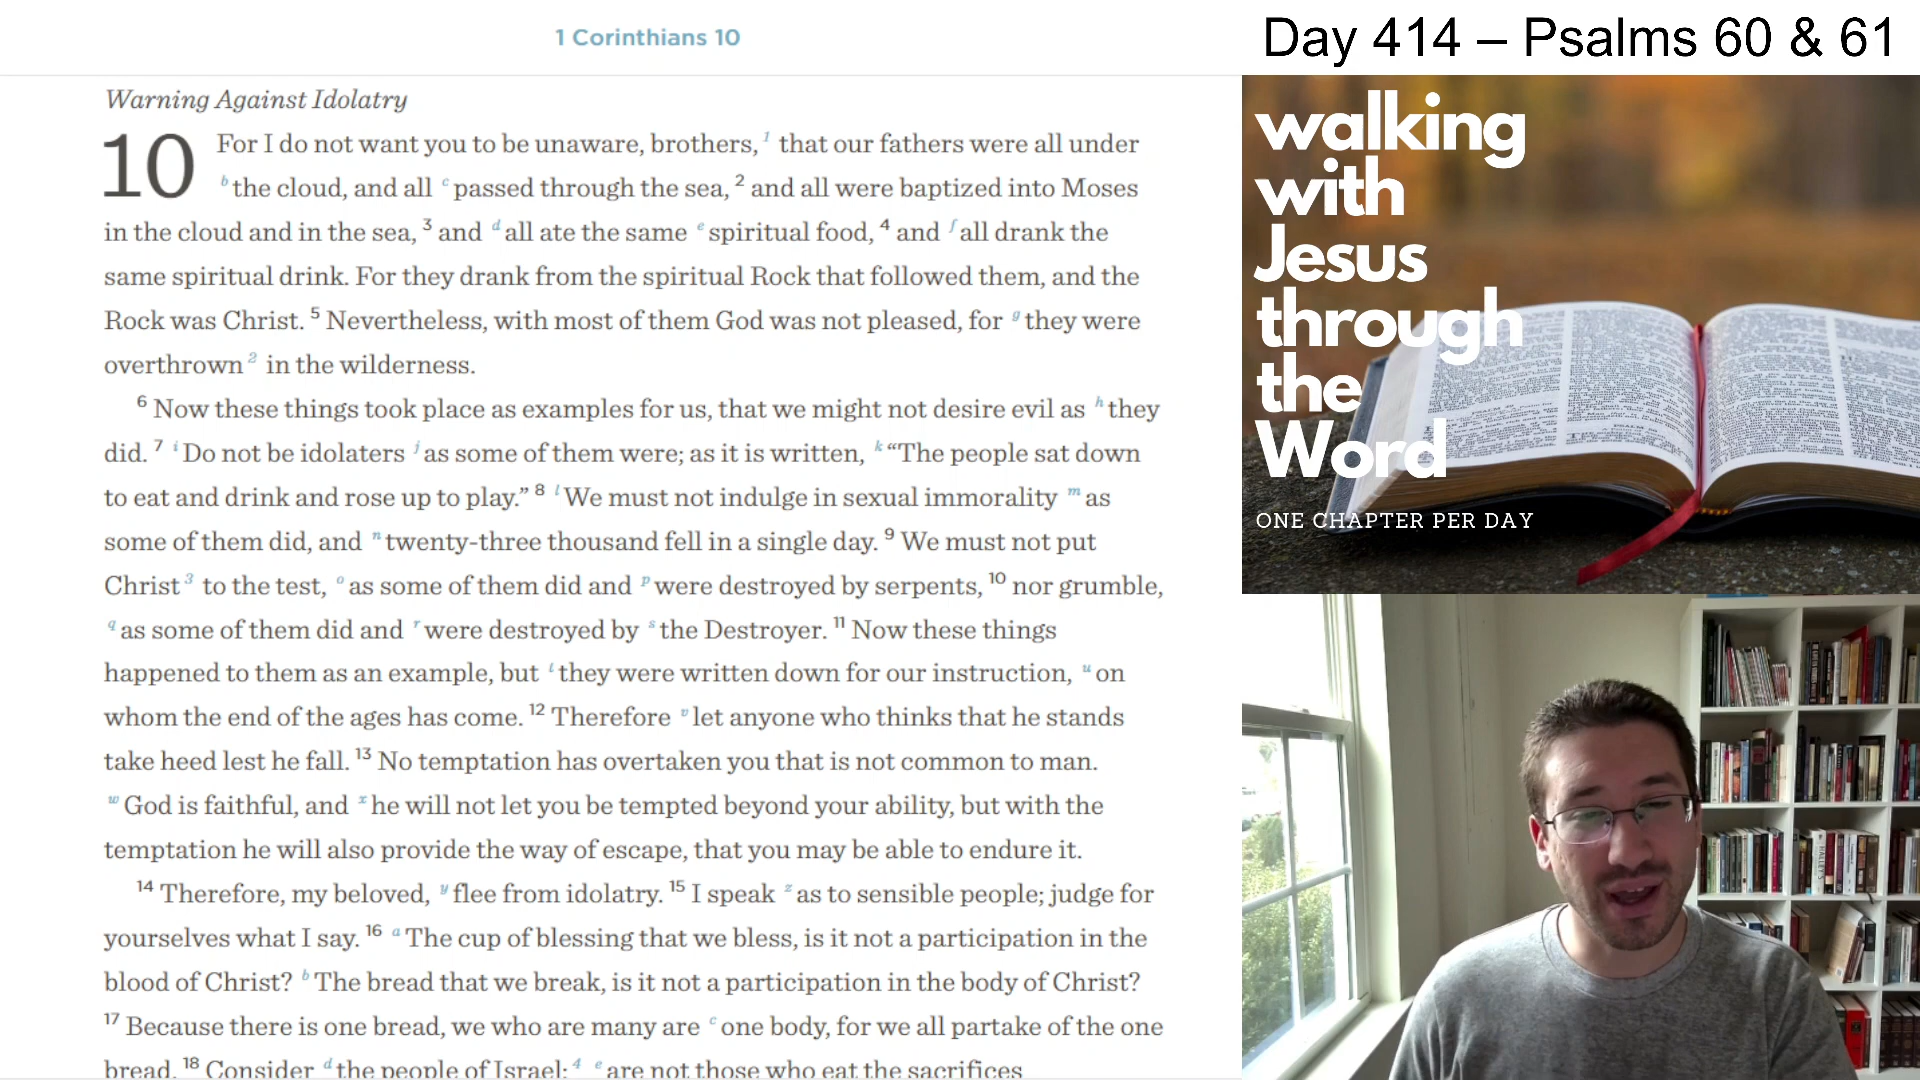 1 Corinthians 10
Day 414 – Psalms 60 & 61
Warning Against Idolatry
10 For I do not want you to be unaware, brothers, 1 that our fathers were all under
b the cloud, and all c passed through the sea, 2 and all were baptized into Moses
in the cloud and in the sea, 3 and d all ate the same e spiritual food, 4 and f all drank the
same spiritual drink. For they drank from the spiritual Rock that followed them, and the
Rock was Christ. 5 Nevertheless, with most of them God was not pleased, for g they were
overthrown 2 in the wilderness.
6 Now these things took place as examples for us, that we might not desire evil as h they
did. 7 i Do not be idolaters j as some of them were; as it is written, k “The people sat down
to eat and drink and rose up to play.” 8 l We must not indulge in sexual immorality m as
some of them did, and n twenty-three thousand fell in a single day. 9 We must not put
Christ 3 to the test, o as some of them did and p were destroyed by serpents, 10 nor grumble,
q as some of them did and r were destroyed by s the Destroyer. 11 Now these things
happened to them as an example, but t they were written down for our instruction, u on
whom the end of the ages has come. 12 Therefore v let anyone who thinks that he stands
take heed lest he fall. 13 No temptation has overtaken you that is not common to man.
w God is faithful, and x he will not let you be tempted beyond your ability, but with the
temptation he will also provide the way of escape, that you may be able to endure it.
14 Therefore, my beloved, y flee from idolatry. 15 I speak z as to sensible people; judge for
yourselves what I say. 16 a The cup of blessing that we bless, is it not a participation in the
blood of Christ? b The bread that we break, is it not a participation in the body of Christ?
17 Because there is one bread, we who are many are c one body, for we all partake of the one
bread. 18 Consider d the people of Israel: 4 e are not those who eat the sacrifices
walking
with
Jesus
through
the
Word
ONE CHAPTER PER DAY